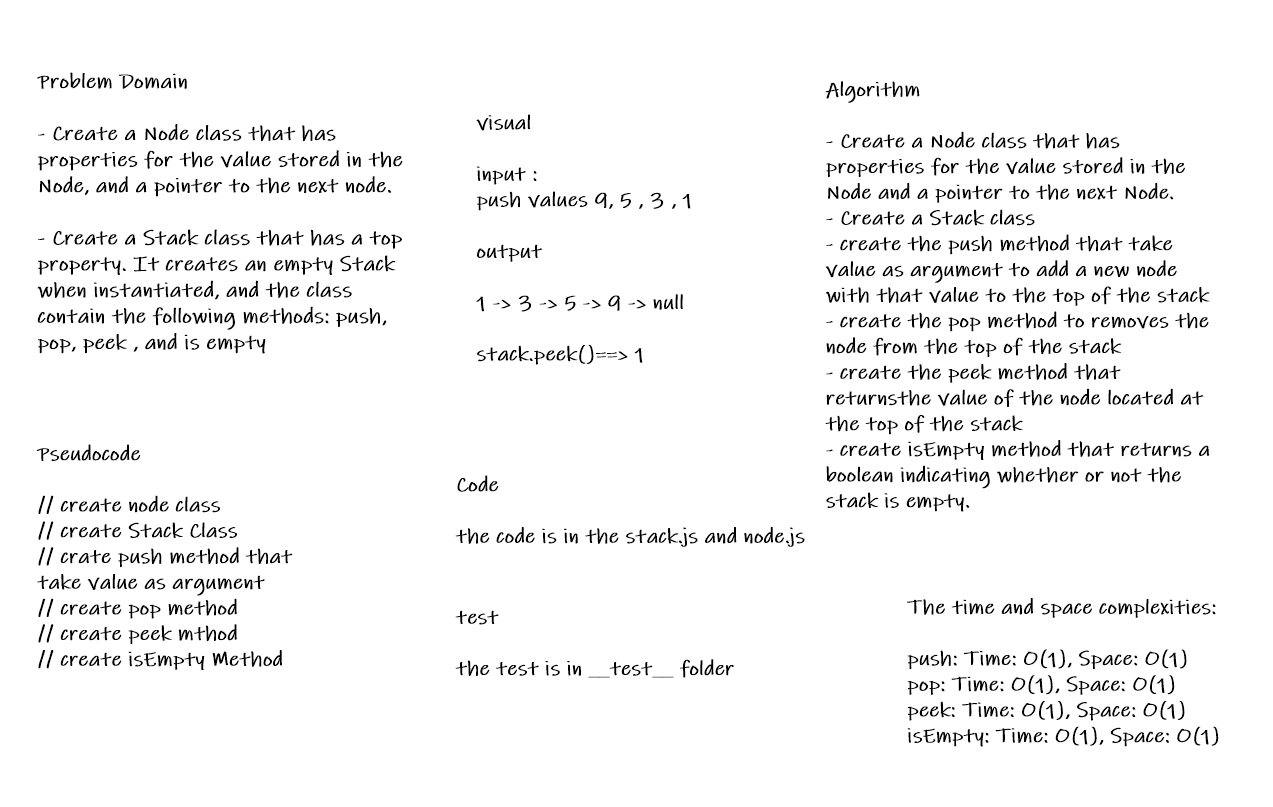 Problem Domain
- Create a Node class that has
properties for the value stored in the
Node, and a pointer to the next node.
- Create a Stack class that has a top
property. It creates an empty Stack
when instantiated, and the class
contain the following methods: push,
pop, peek , and is empty
Pseudocode
// create node class
// create Stack Class
// crate push method that
take value as argument
// create pop method
// create peek mthod
// create isEmpty Method
visual
input :
push values 9, 5 , 3 , 1
output
1 -> 3 -> 5 -> 9 -> null
stack.peek()==> 1
Code
the code is in the stack.js and node.js
test
the test is in __test__ folder
Algorithm
- Create a Node class that has
properties for the value stored in the
Node and a pointer to the next Node.
- Create a Stack class
- create the push method that take
value as argument to add a new node
with that value to the top of the stack
- create the pop method to removes the
node from the top of the stack
- create the peek method that
returnsthe value of the node located at
the top of the stack
- create isEmpty method that returns a
boolean indicating whether or not the
stack is empty.
The time and space complexities:
push: Time: O(1), Space: O(1)
pop: Time: O(1), Space: O(1)
peek: Time: O(1), Space: O(1)
isEmpty: Time: O(1), Space: O(1)